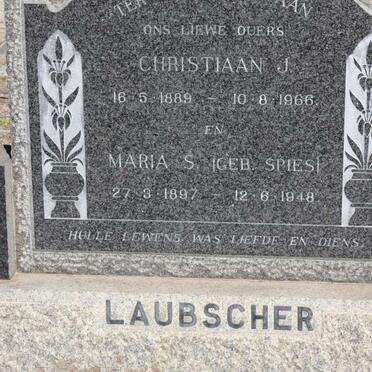 TER
ONS LIEWE OUERS
CHRISTIAAN J.
16-5-1889 - 10-8-1966
EN
MARIA S. (GEB. SPIES)
27-3-1897 - 12-6-1948
HULLE LEWENS WAS LIEFDE EN DIENS
LAUBSCHER